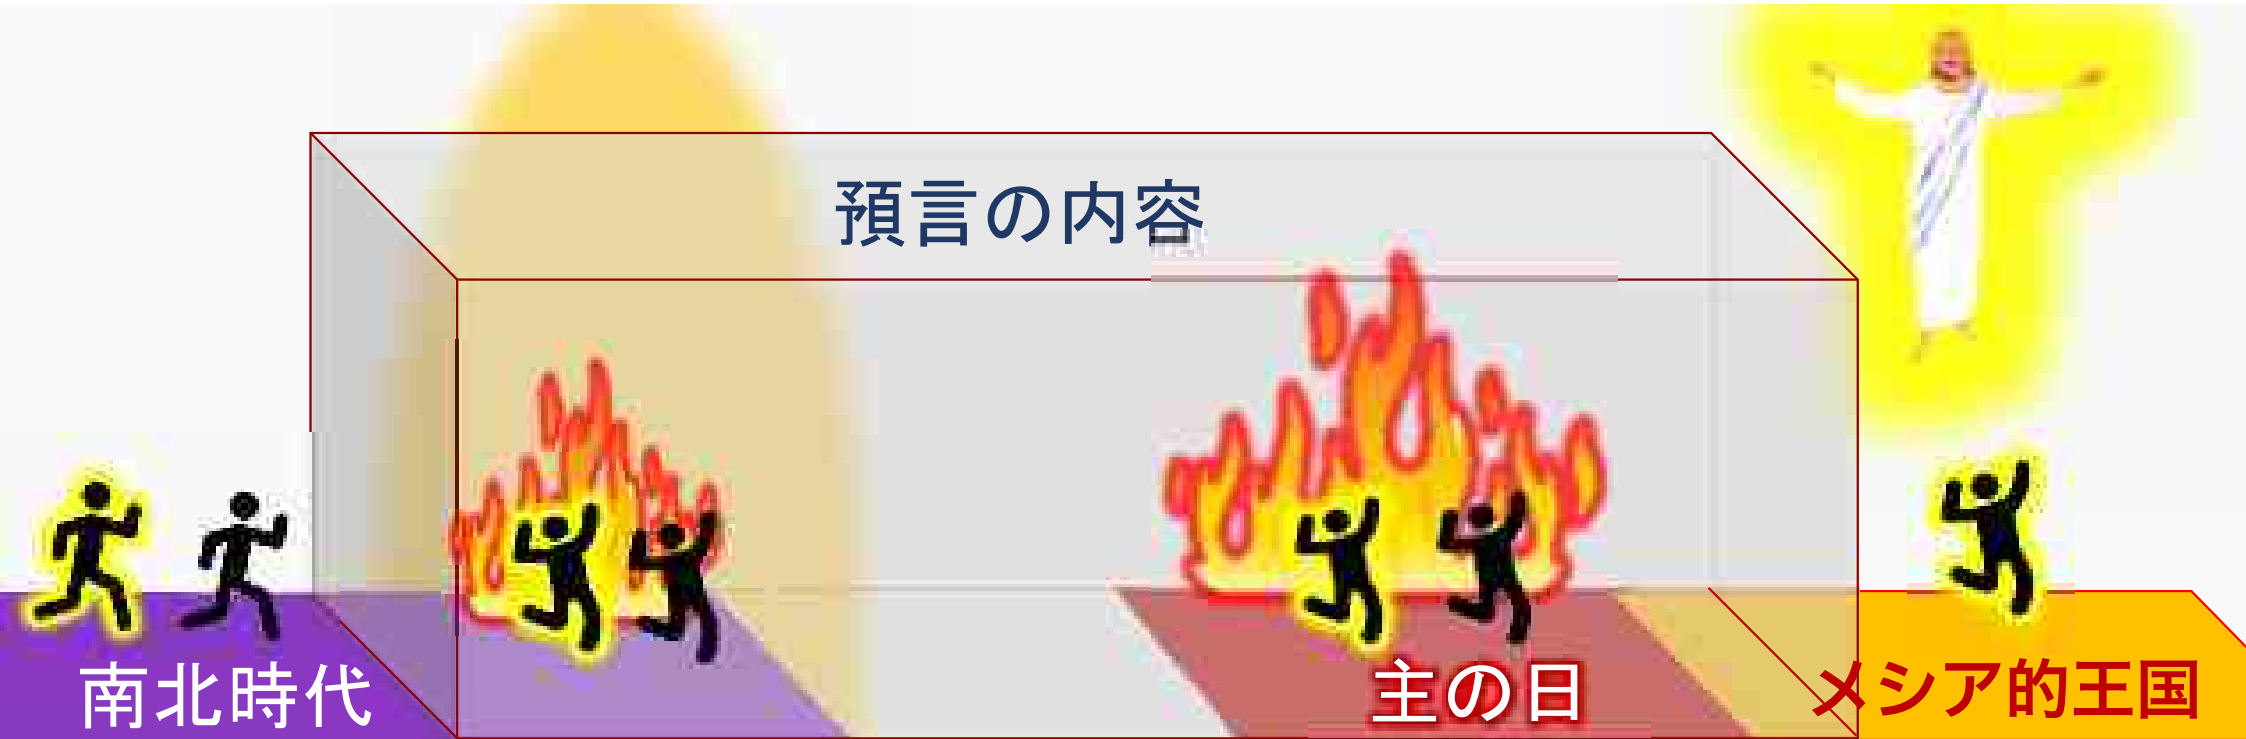 預言の内容
南北時代
主の日
メシア的王国